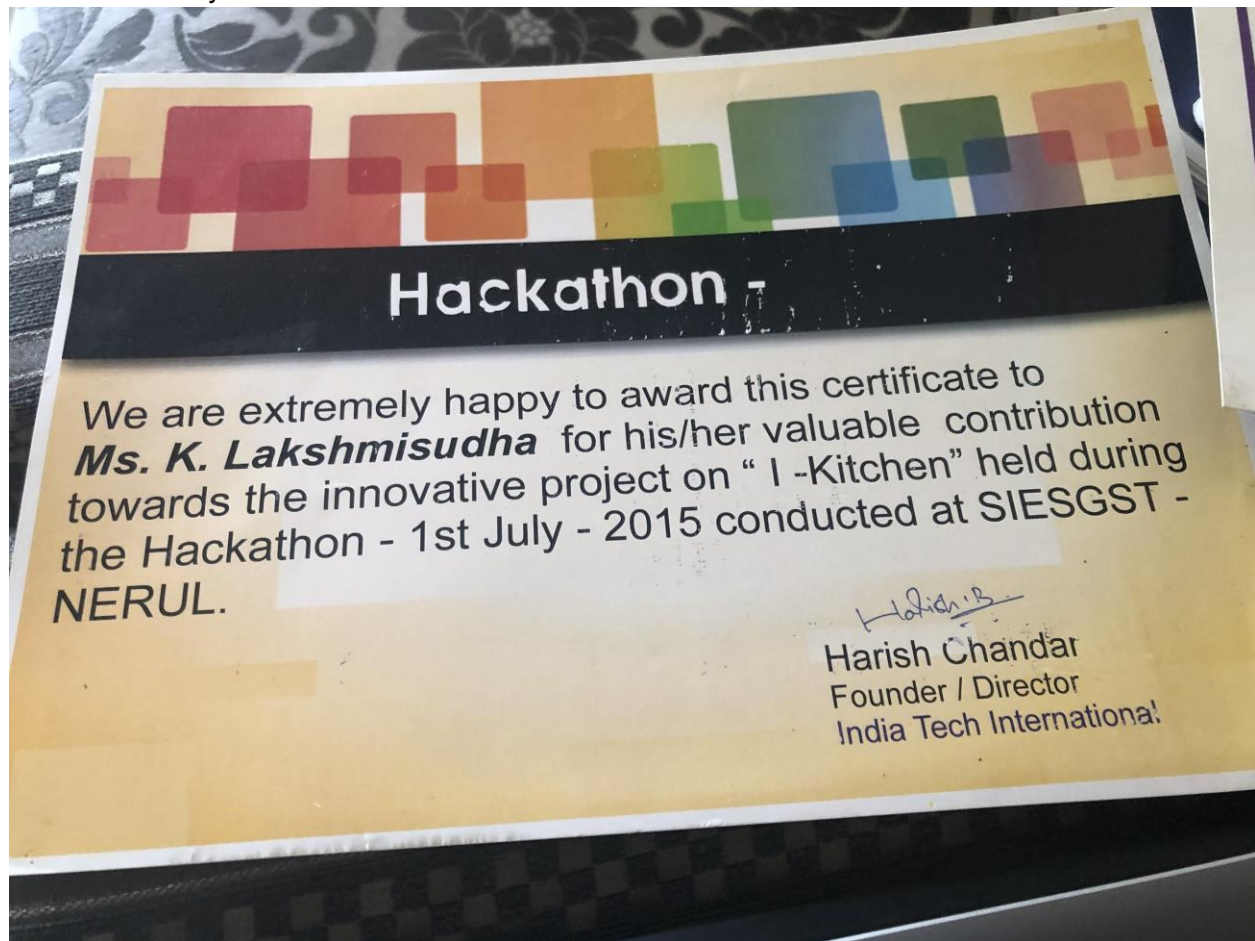 Hackathon -
We are extremely happy to award this certificate to
Ms. K. Lakshmisudha for his/her valuable contribution
towards the innovative project on “ I -Kitchen” held during
the Hackathon - 1st July - 2015 conducted at SIESGST -
NERUL.
Harish.B.
Harish Chandar
Founder / Director
India Tech International